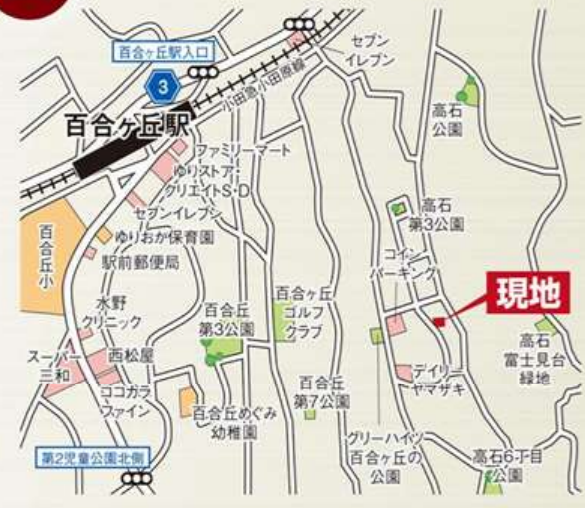 セブン
イレブン
百合ヶ丘駅入口
3
小田急小田原線
高石
公園
百合ヶ丘駅
ファミリーマート
ゆりストア・
クリエイトS・D
セブンイレブン
高石
第3公園
百合丘小
ゆりおか保育園
駅前郵便局
コイン
パーキング
現地
水野
クリニック
百合丘
第3公園
百合ヶ丘
ゴルフ
クラブ
高石
富士見台
緑地
スーパー
三和
西松屋
ココカラ
ファイン
デイリー
ヤマザキ
百合丘
第7公園
百合丘めぐみ
幼稚園
グリーハイツ
百合ヶ丘の
公園
第2児童公園北側
高石6丁目
公園